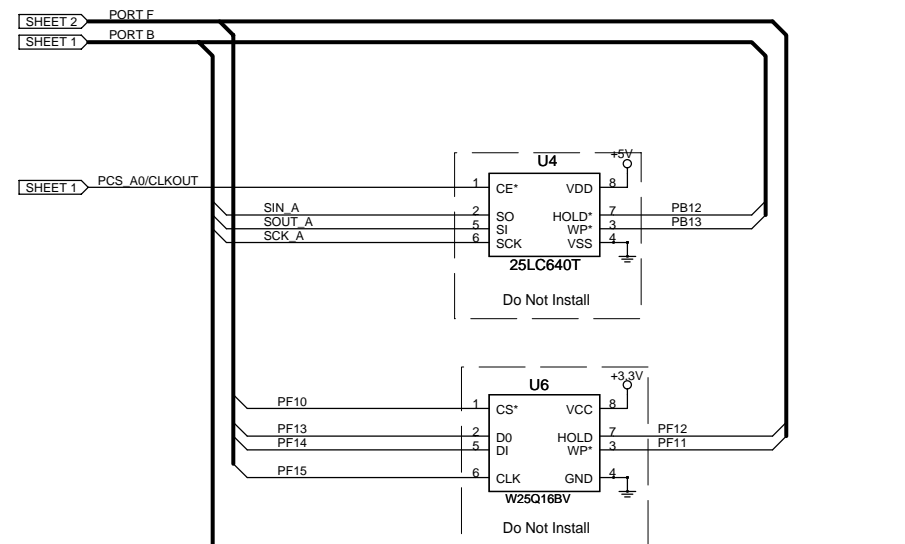 SHEET 2 PORT F
SHEET 1 PORT B
U4
+5V
SHEET 1 PCS_A0/CLKOUT 1 CE* VDD 8
SIN_A 2 SO HOLD* 7 PB12
SOUT_A 5 SI WP* 3 PB13
SCK_A 6 SCK VSS 4
25LC640T
Do Not Install
U6
+3.3V
PF10 1 CS* VCC 8
PF13 2 D0 HOLD 7 PF12
PF14 5 DI WP* 3 PF11
PF15 6 CLK GND 4
W25Q16BV
Do Not Install